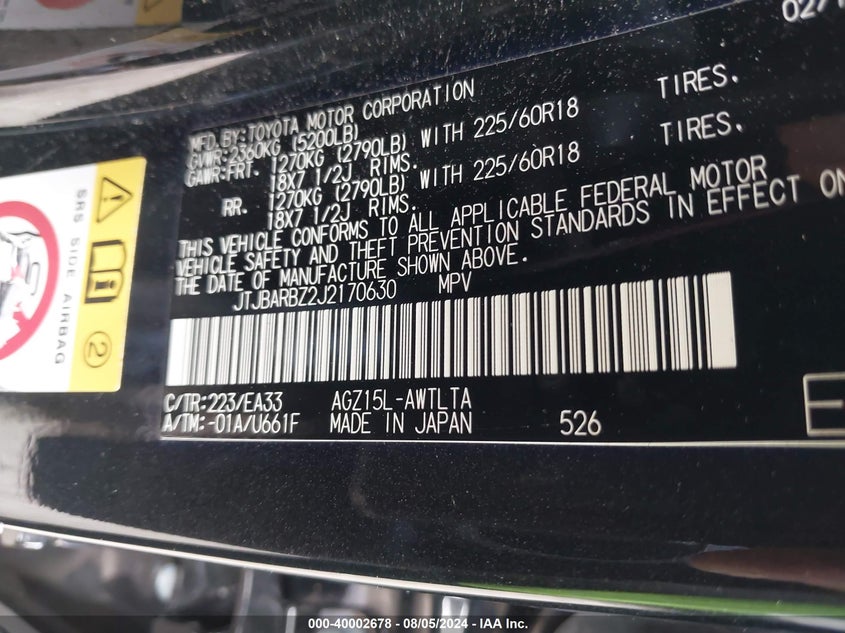 02/1
MFD.BY:TOYOTA MOTOR CORPORATION
GVWR:2360KG (5200LB)
GAWR:FRT. 1270KG (2790LB) WITH 225/60R18 TIRES.
18X7 1/2J RIMS.
RR. 1270KG (2790LB) WITH 225/60R18 TIRES.
18X7 1/2J RIMS.
THIS VEHICLE CONFORMS TO ALL APPLICABLE FEDERAL MOTOR
VEHICLE SAFETY AND THEFT PREVENTION STANDARDS IN EFFECT ON
THE DATE OF MANUFACTURE SHOWN ABOVE.
JTJBARBZ2J2170630 MPV
C/TR:223/EA33 AGZ15L-AWTLTA
A/TM:-01A/U661F MADE IN JAPAN 526
E
SRS SIDE AIRBAG
2
000-40002678 - 08/05/2024 - IAA Inc.